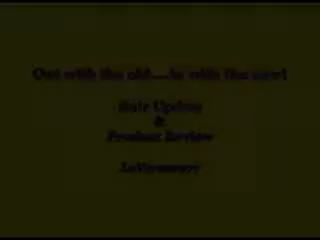 Out with the old....in with the new!
Hair Update
&
Product Review